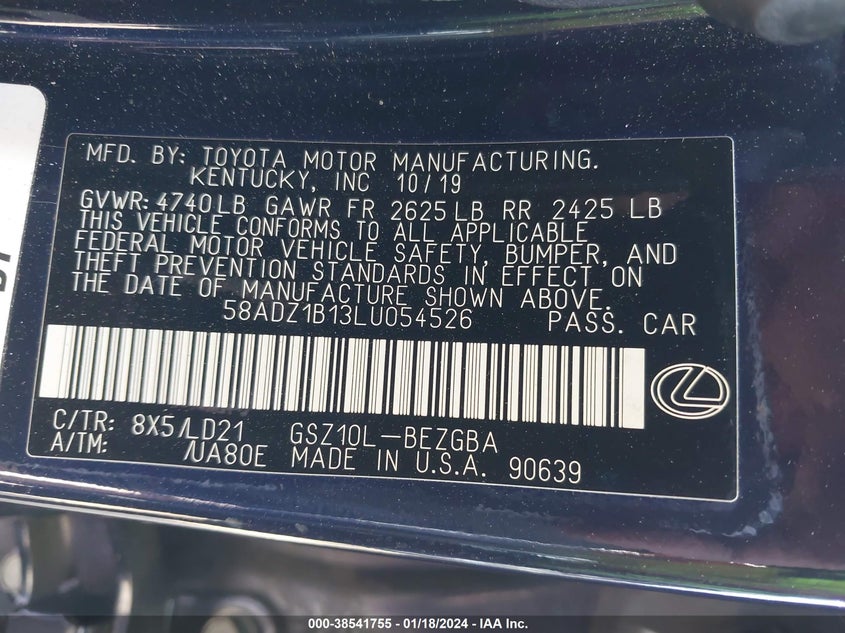 MFD. BY: TOYOTA MOTOR MANUFACTURING.
KENTUCKY, INC 10/19
GVWR: 4740LB GAWR FR 2625LB RR 2425 LB
THIS VEHICLE CONFORMS TO ALL APPLICABLE
FEDERAL MOTOR VEHICLE SAFETY, BUMPER, AND
THEFT PREVENTION STANDARDS IN EFFECT ON
THE DATE OF MANUFACTURE SHOWN ABOVE.
58ADZ1B13LU054526 PASS. CAR
C/TR: 8X5/LD21 GSZ10L-BEZGBA
A/TM: /UA80E MADE IN U.S.A. 90639
000-38541755 - 01/18/2024 - IAA Inc.